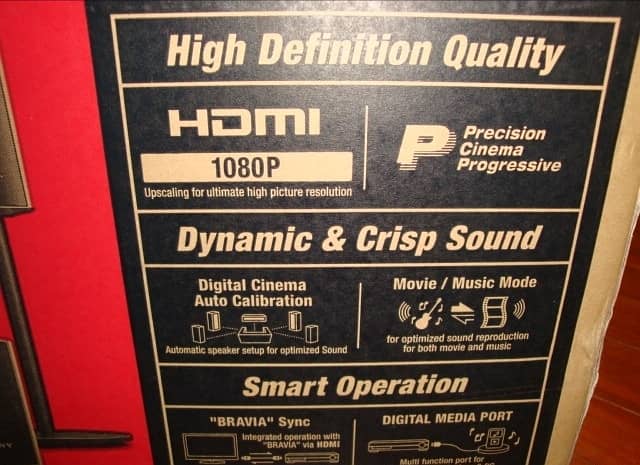 High Definition Quality
HDMI
1080P
Upscaling for ultimate high picture resolution
P Precision
Cinema
Progressive
Dynamic & Crisp Sound
Digital Cinema
Auto Calibration
Automatic speaker setup for optimized Sound
Movie / Music Mode
for optimized sound reproduction
for both movie and music
Smart Operation
"BRAVIA" Sync
Integrated operation with
"BRAVIA" via HDMI
DIGITAL MEDIA PORT
Multi function port for